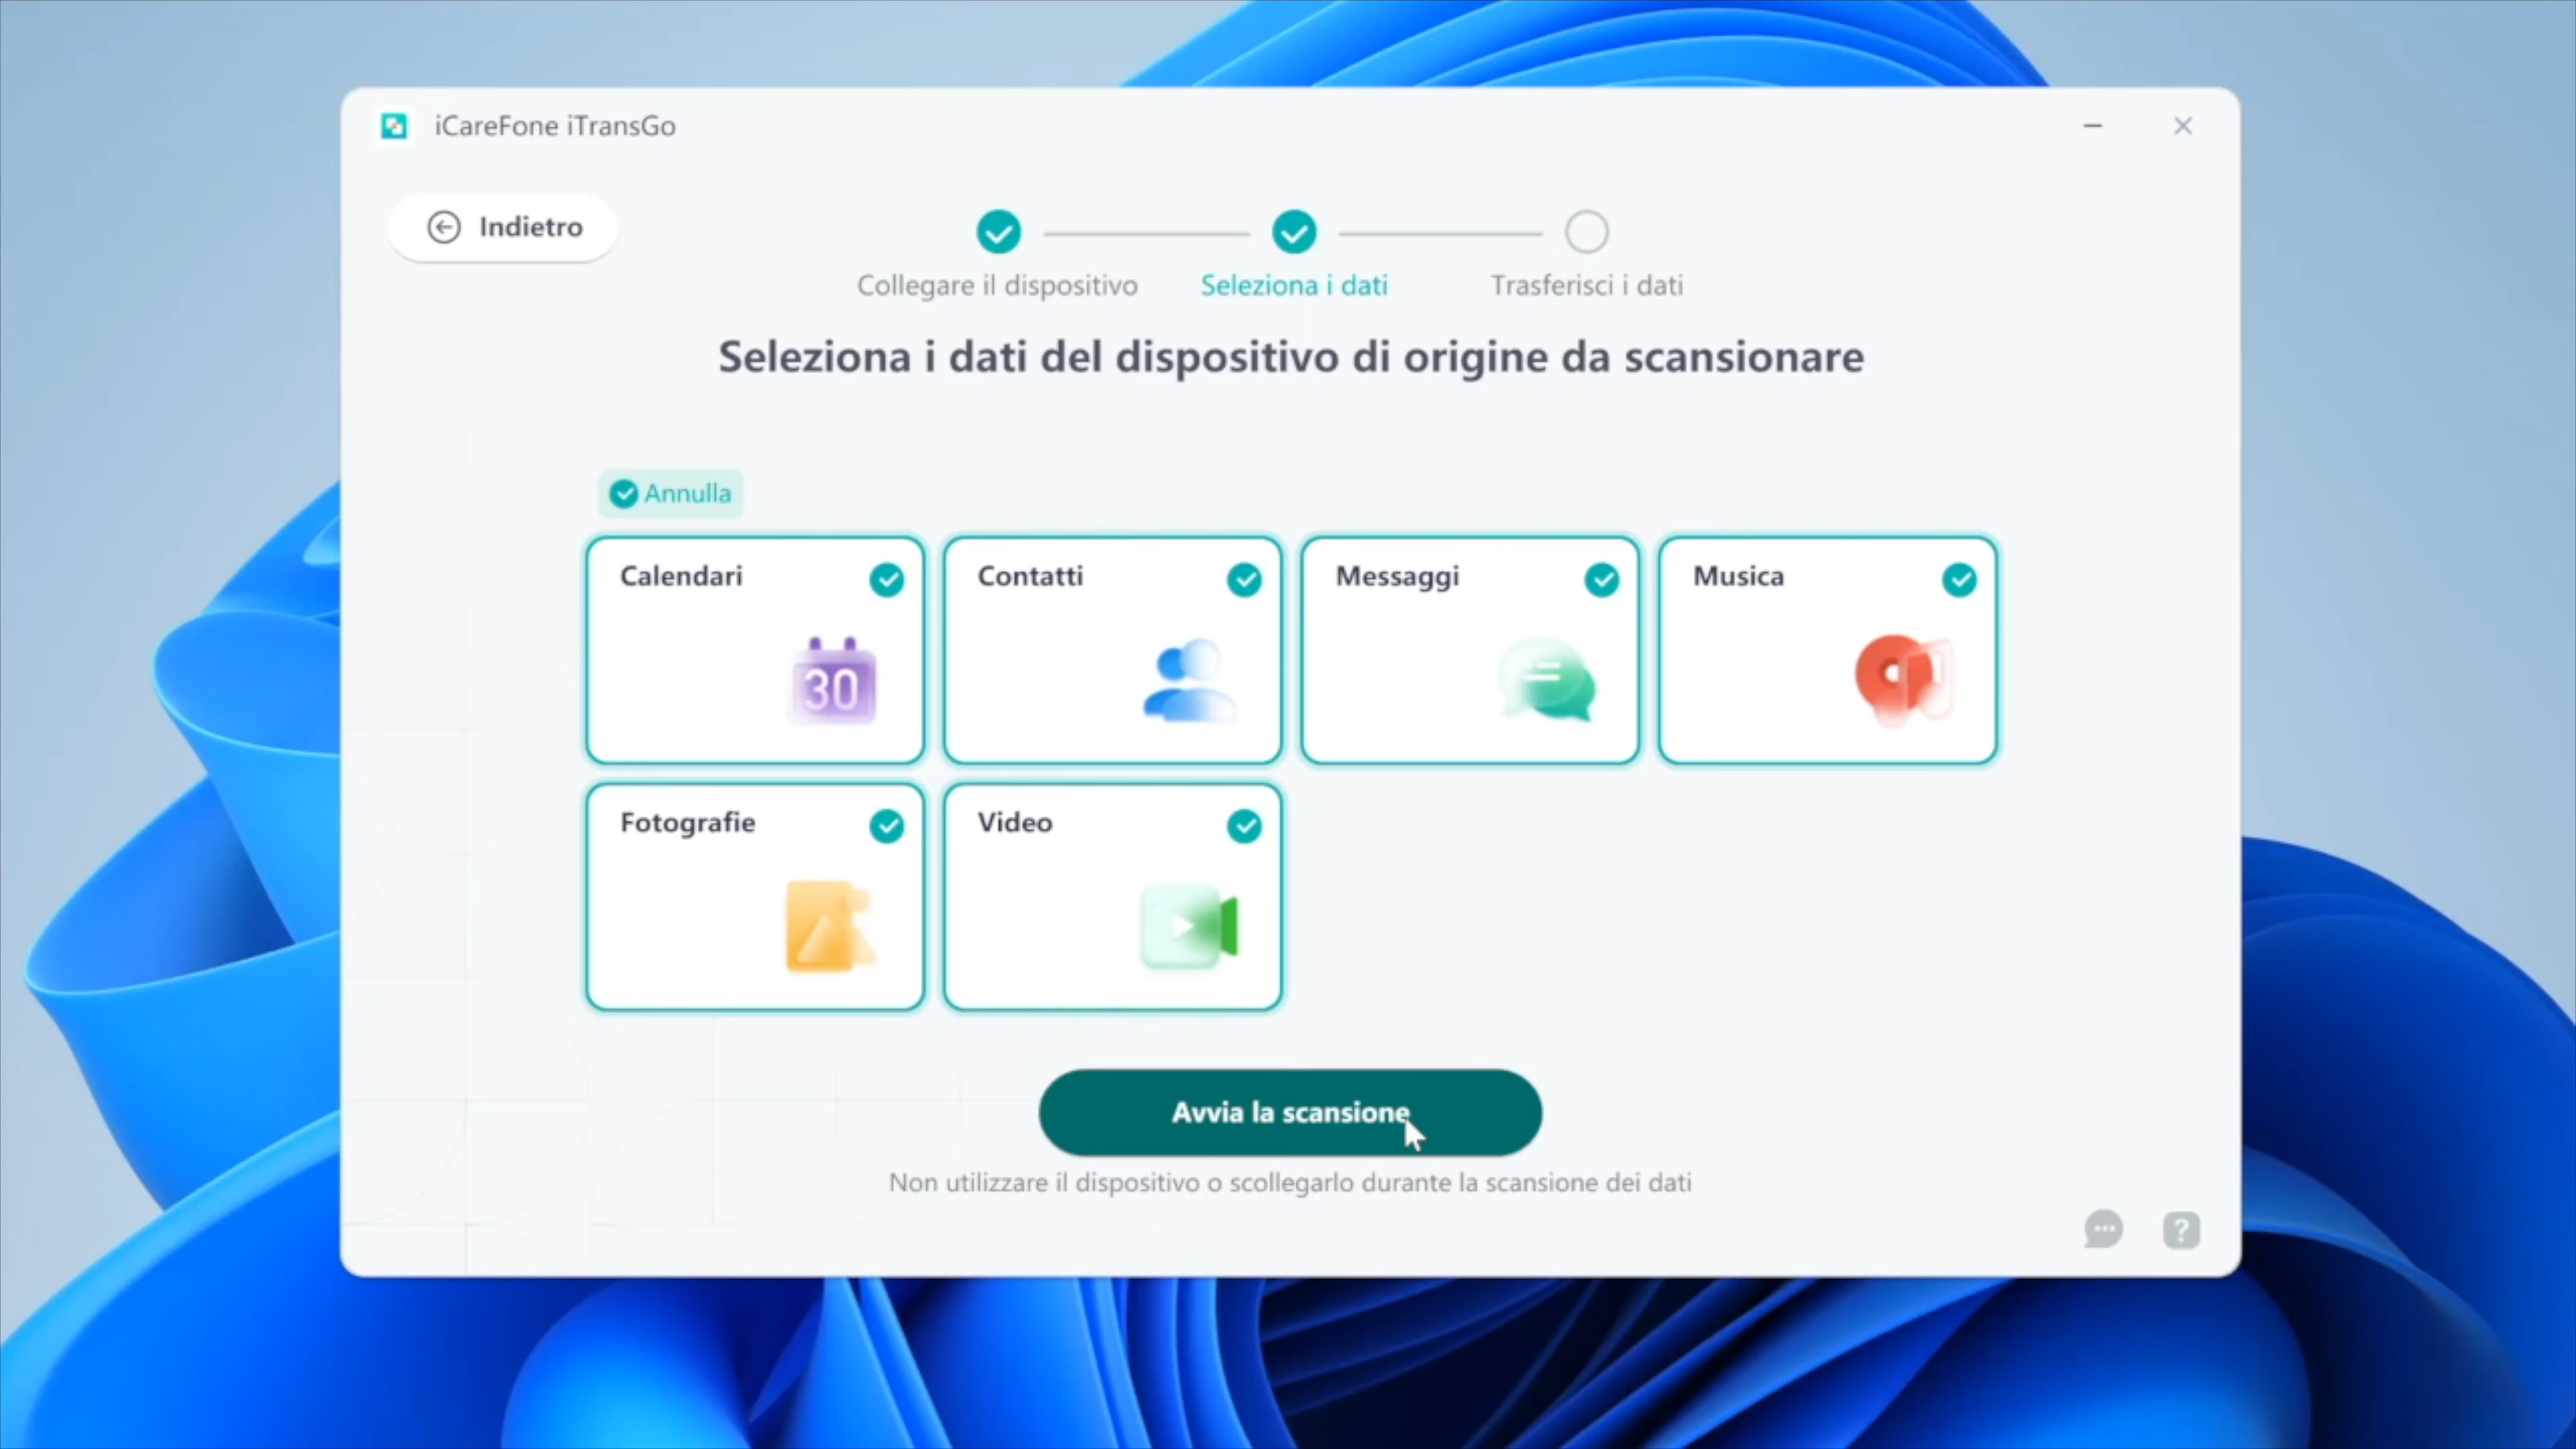 iCareFone iTransGo
Indietro
Collegare il dispositivo
Seleziona i dati
Trasferisci i dati
Seleziona i dati del dispositivo di origine da scansionare
Annulla
Calendari
Contatti
Messaggi
Musica
30
Fotografie
Video
Avvia la scansione
Non utilizzare il dispositivo o scollegarlo durante la scansione dei dati
?